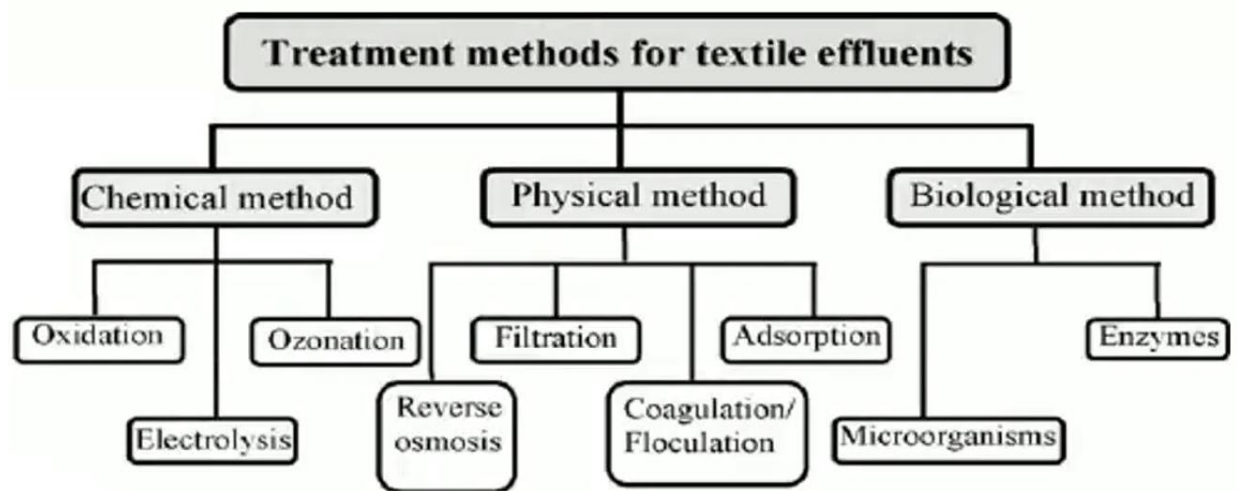 Treatment methods for textile effluents
Chemical method
Physical method
Biological method
Oxidation
Ozonation
Filtration
Adsorption
Enzymes
Electrolysis
Reverse
osmosis
Coagulation/
Floculation
Microorganisms